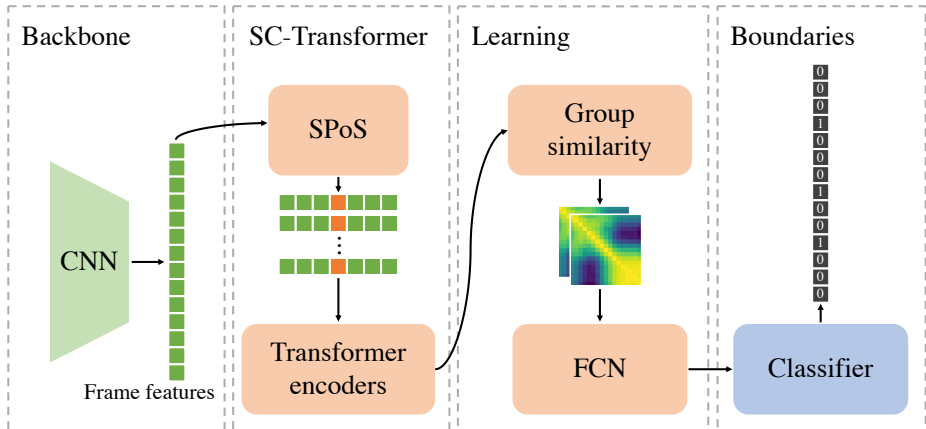 Backbone
CNN
Frame features
SC-Transformer
SPoS
Transformer
encoders
Learning
Group
similarity
FCN
Boundaries
0
0
0
1
0
0
0
1
0
0
1
0
0
0
Classifier